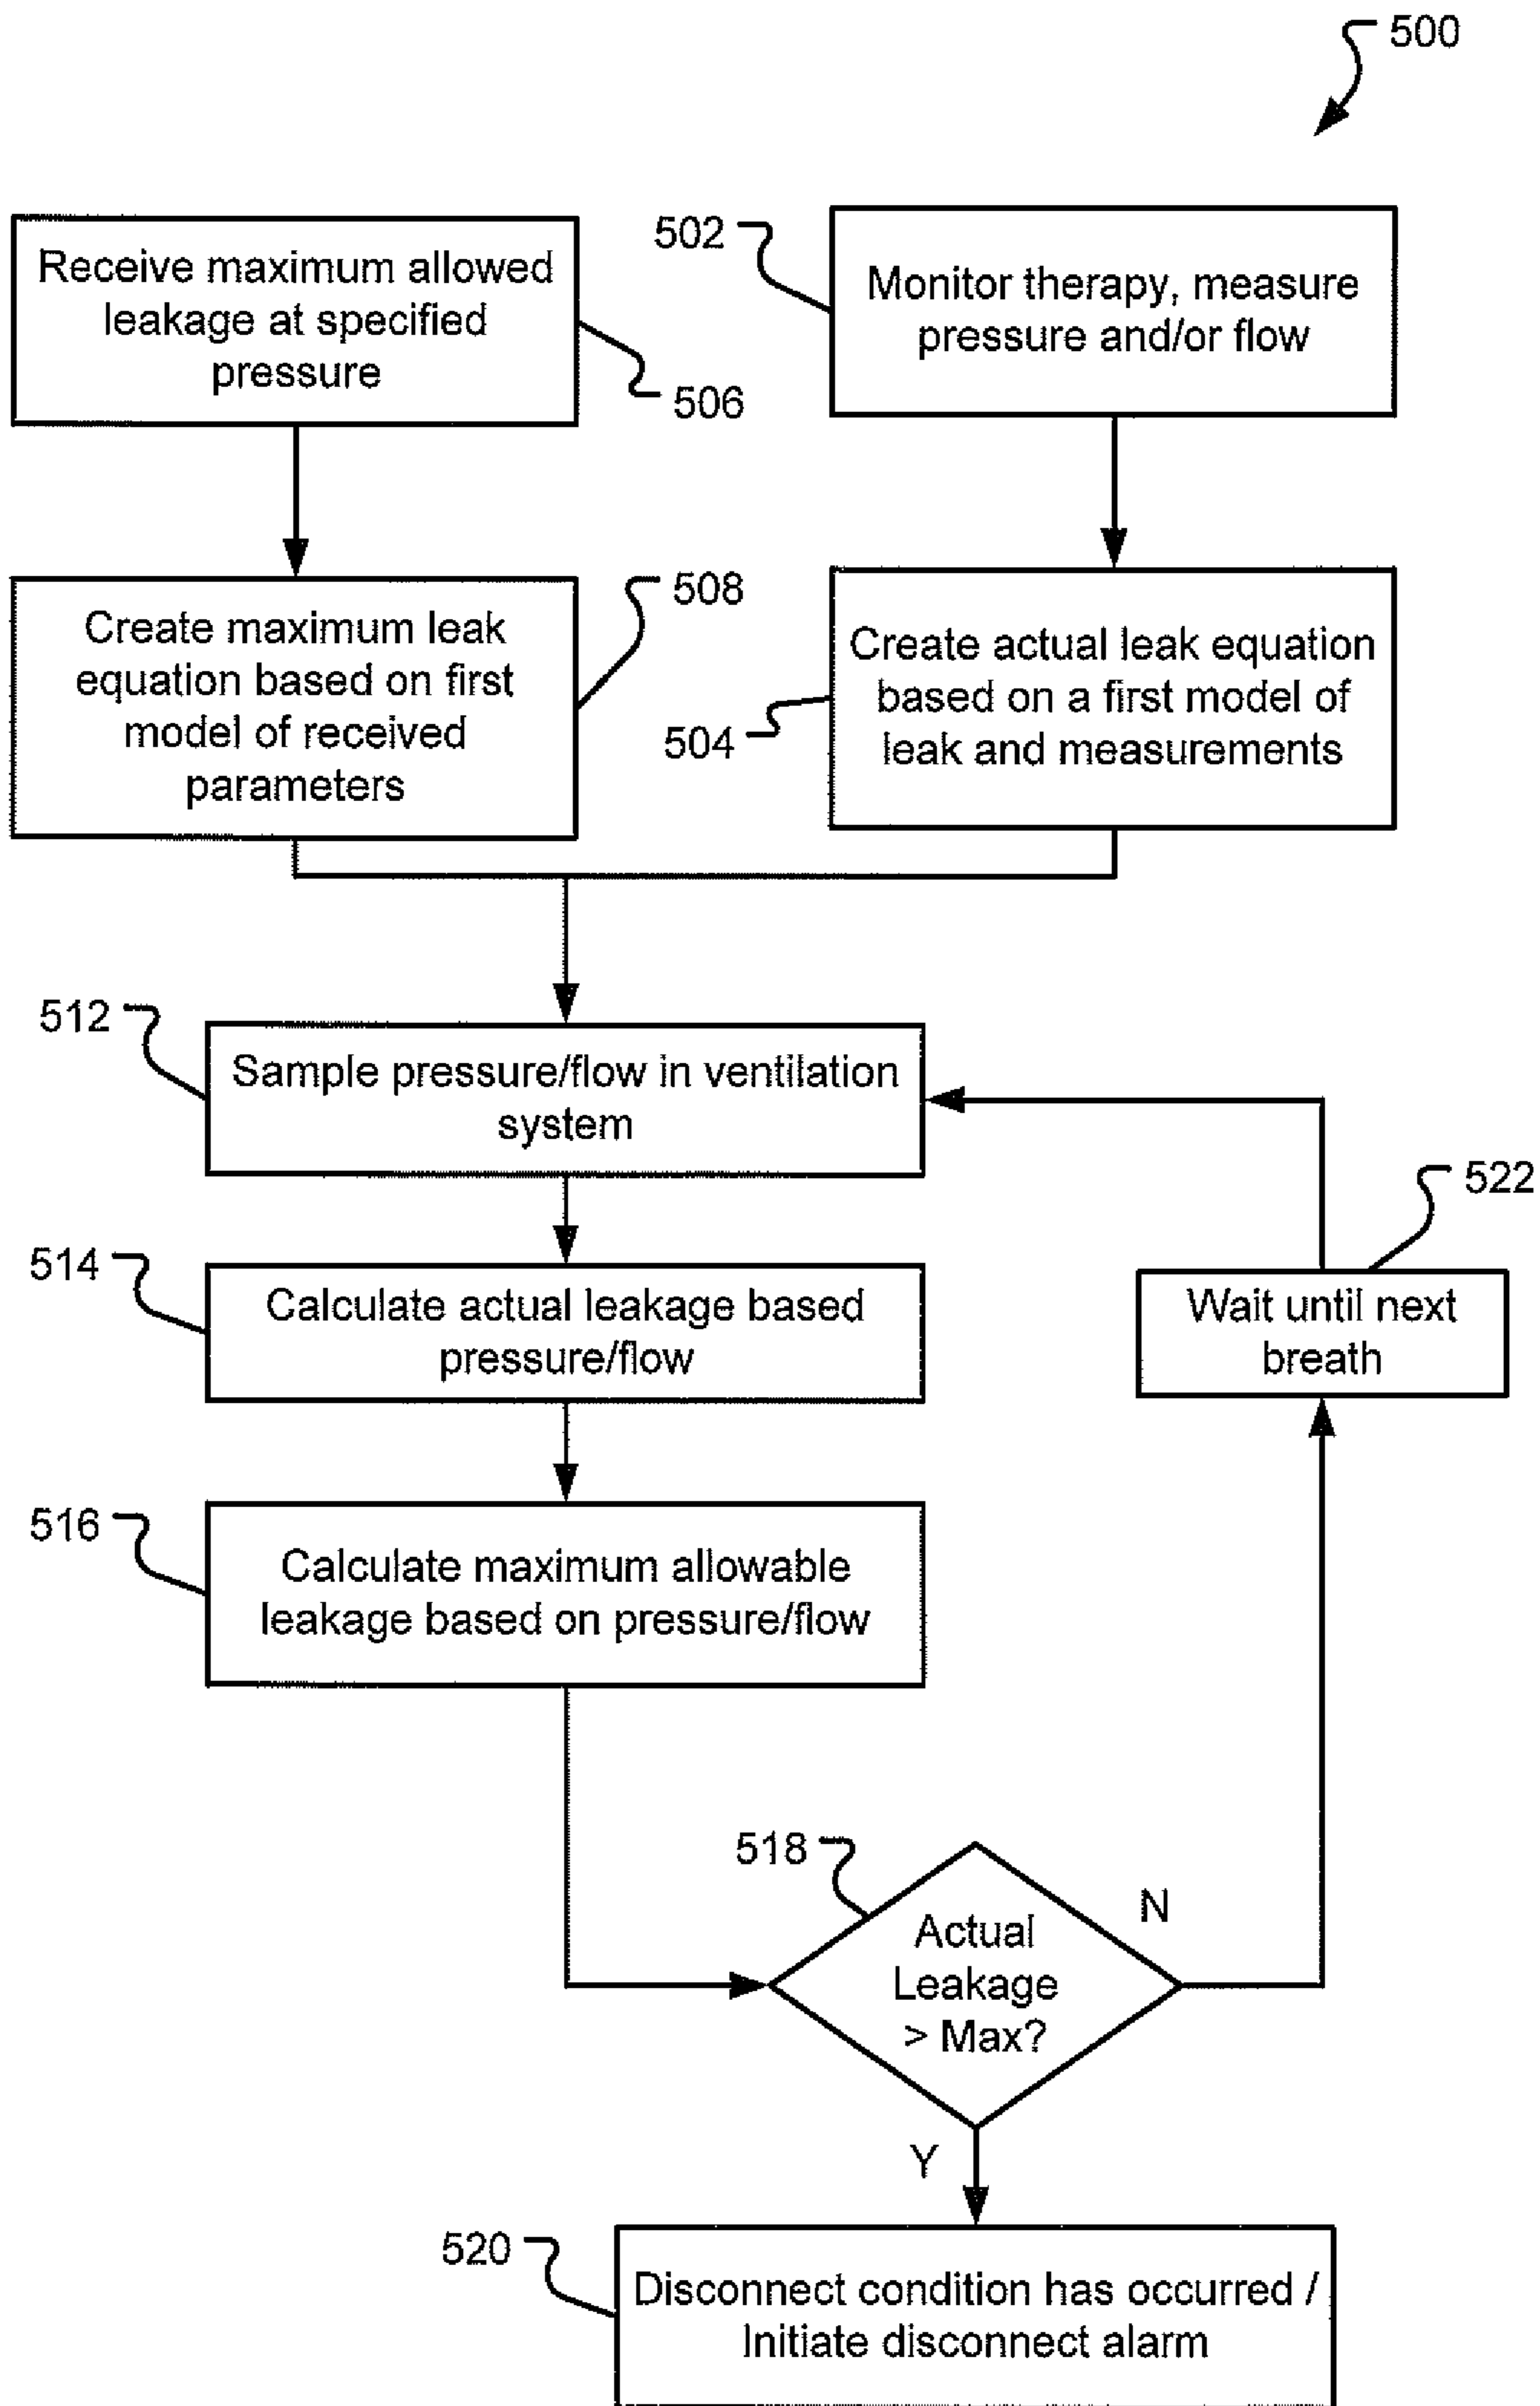 500
Receive maximum allowed
leakage at specified
pressure
506
502
Monitor therapy, measure
pressure and/or flow
Create maximum leak
equation based on first
model of received
parameters
508
Create actual leak equation
based on a first model of
leak and measurements
504
512
Sample pressure/flow in ventilation
system
522
Wait until next
breath
514
Calculate actual leakage based
pressure/flow
516
Calculate maximum allowable
leakage based on pressure/flow
518
Actual
Leakage
> Max?
N
Y
520
Disconnect condition has occurred /
Initiate disconnect alarm